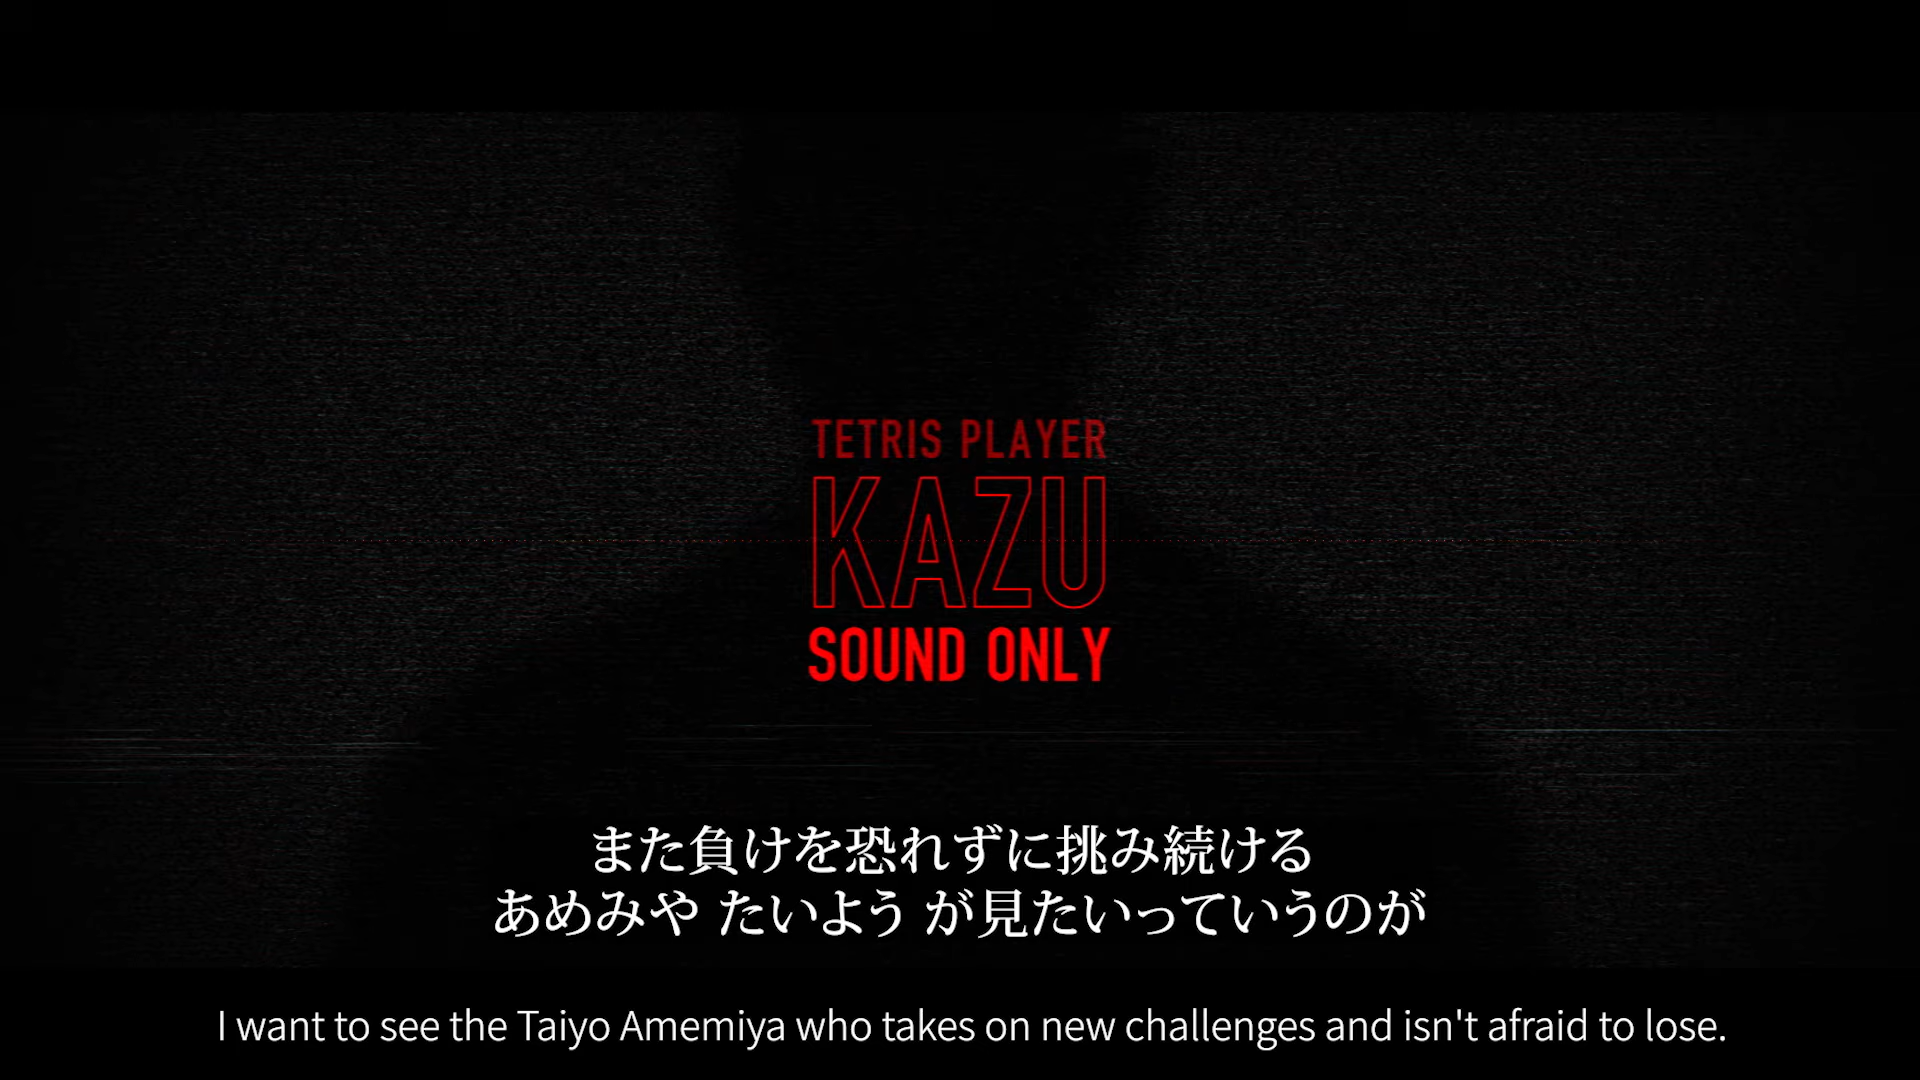 TETRIS PLAYER
KAZU
SOUND ONLY
また負けを恐れずに挑み続ける
あめみや たいよう が見たいっていうのが
I want to see the Taiyo Amemiya who takes on new challenges and isn't afraid to lose.